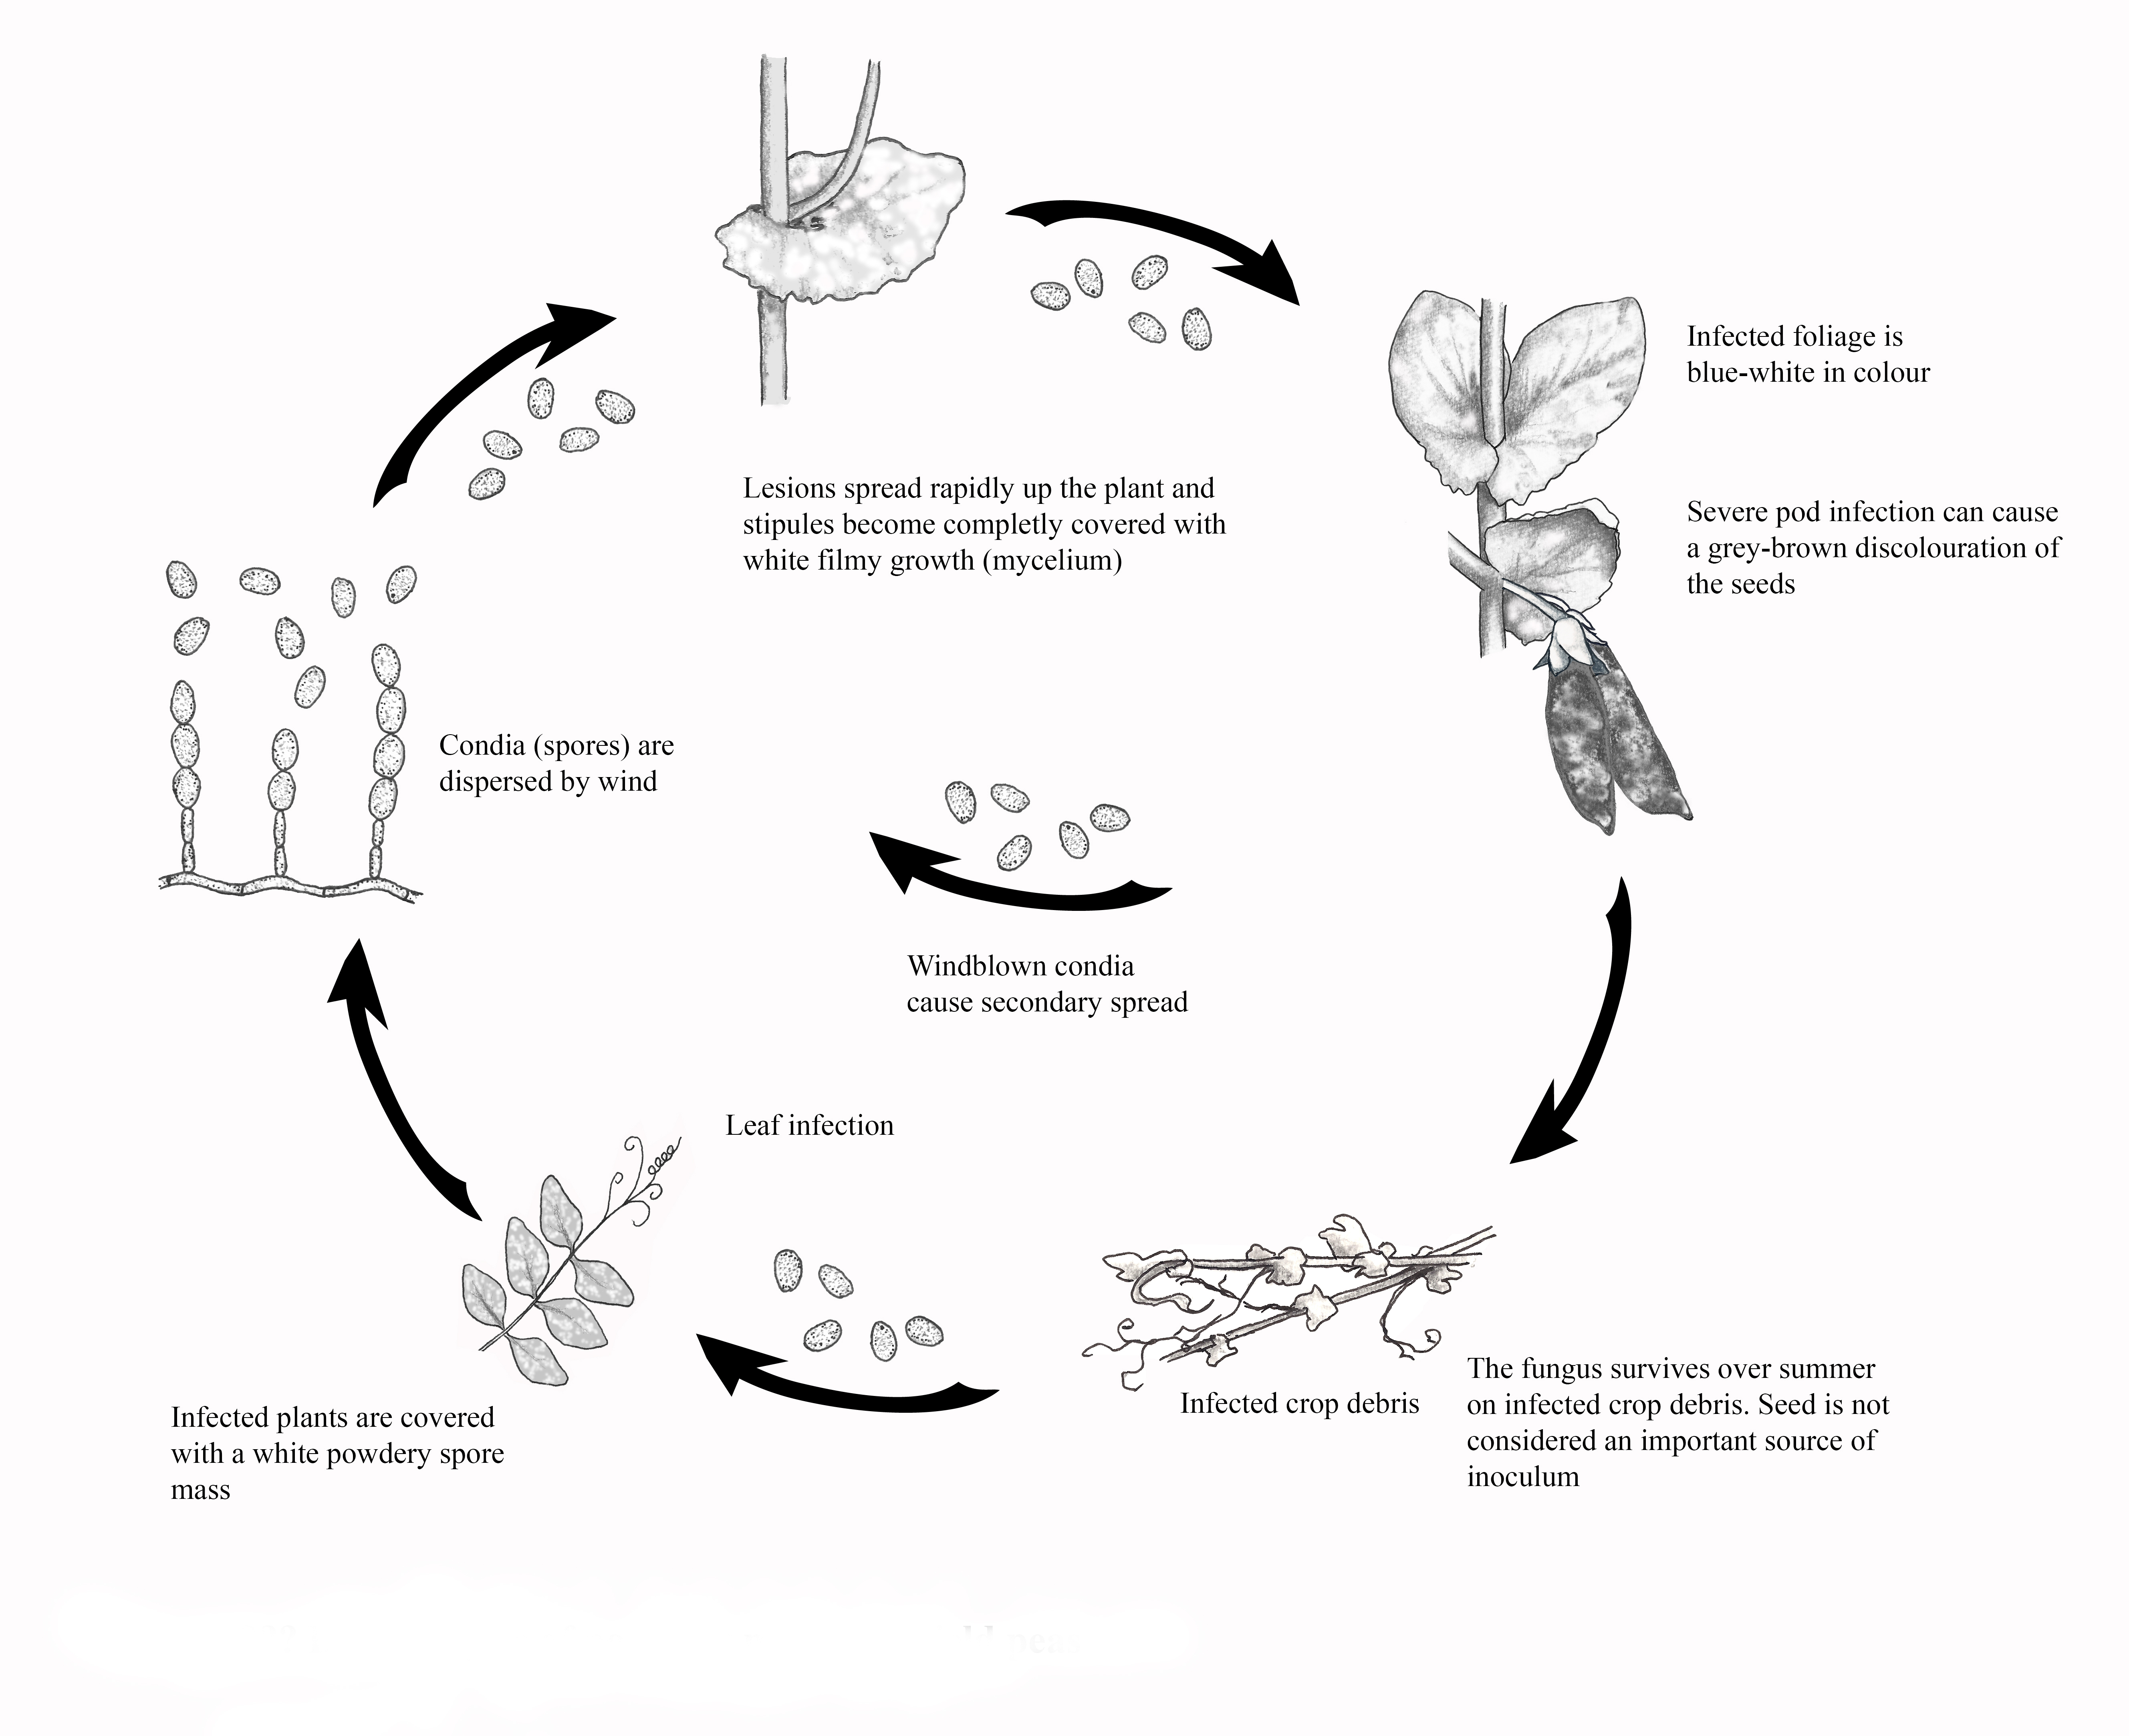 Infected foliage is
blue-white in colour
Lesions spread rapidly up the plant and
stipules become completly covered with
white filmy growth (mycelium)
Severe pod infection can cause
a grey-brown discolouration of
the seeds
Condia (spores) are
dispersed by wind
Windblown condia
cause secondary spread
Leaf infection
Infected plants are covered
with a white powdery spore
mass
Infected crop debris
The fungus survives over summer
on infected crop debris. Seed is not
considered an important source of
inoculum